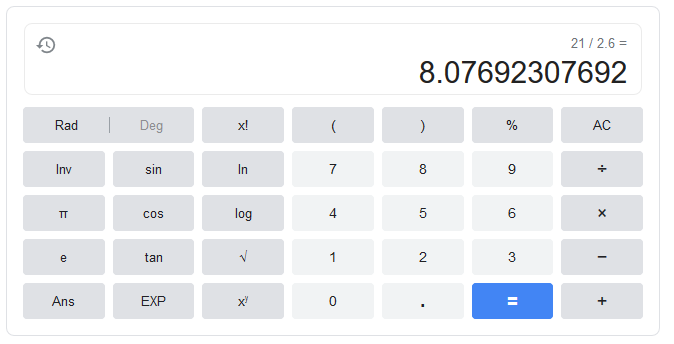 21 / 2.6 =
8.07692307692
Rad Deg x! ( ) % AC
Inv sin ln 7 8 9 ÷
π cos log 4 5 6 ×
e tan √ 1 2 3 −
Ans EXP xʸ 0 . = +